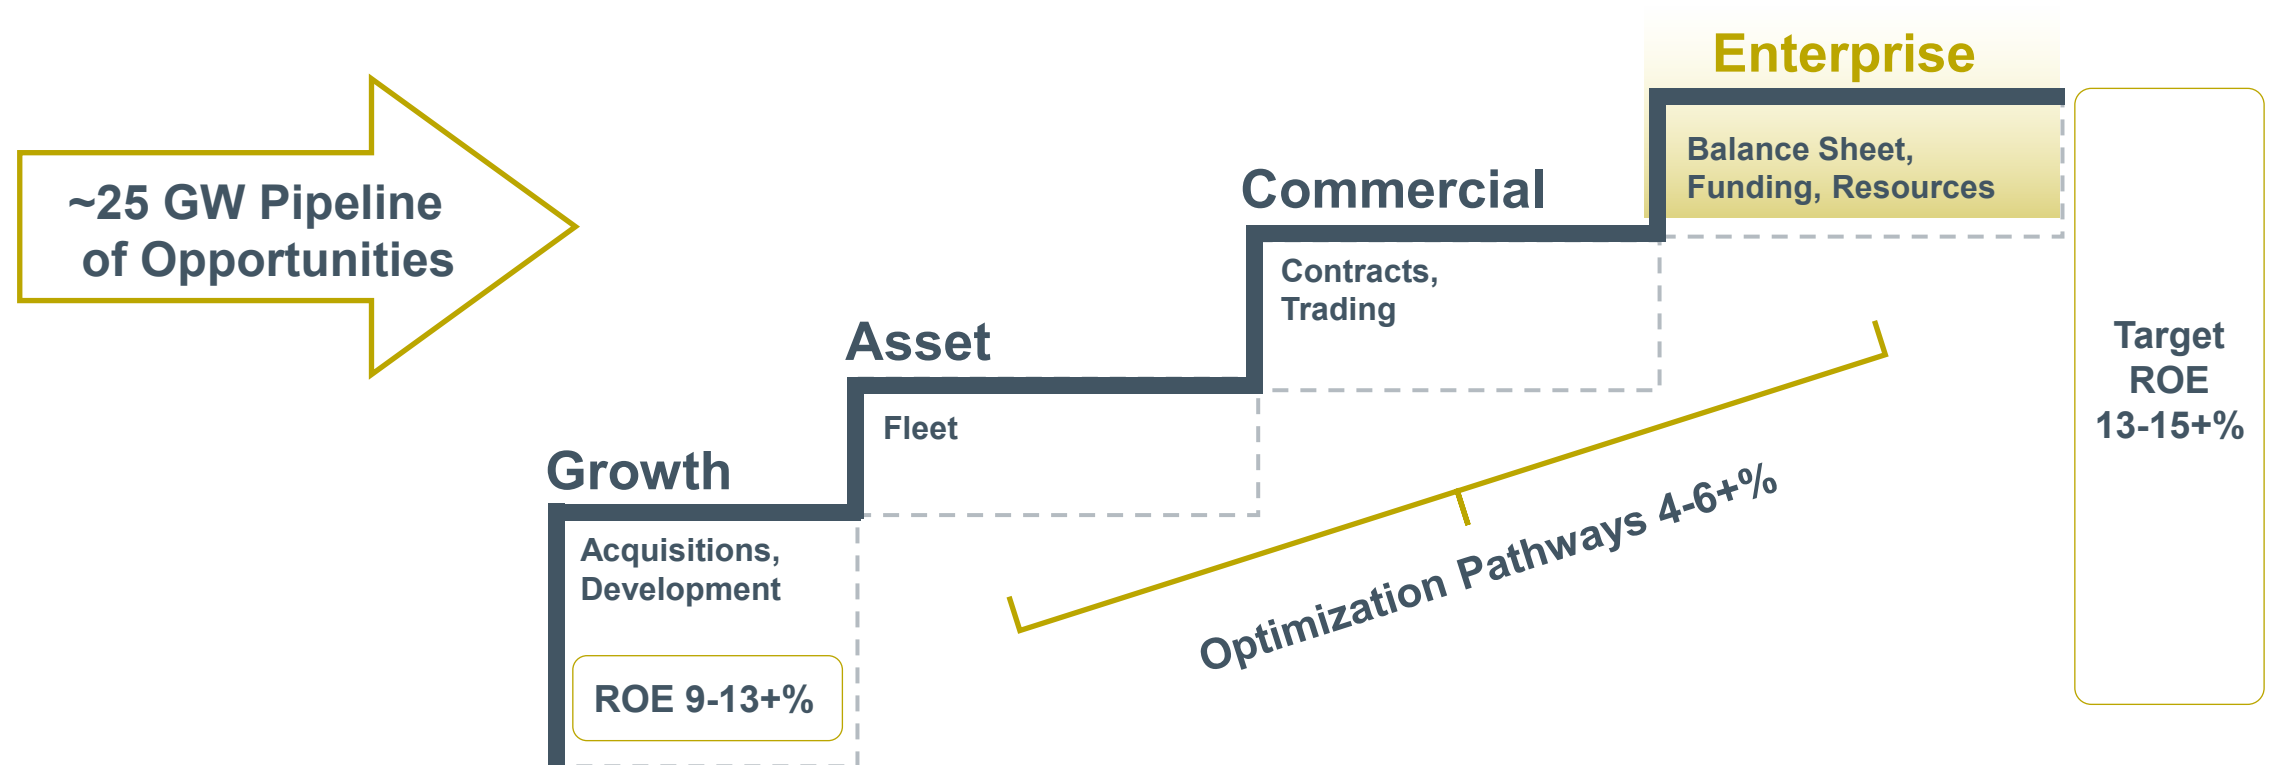 ~25 GW Pipeline
of Opportunities
Growth
Acquisitions,
Development
ROE 9-13+%
Asset
Fleet
Commercial
Contracts,
Trading
Enterprise
Balance Sheet,
Funding, Resources
Optimization Pathways 4-6+%
Target
ROE
13-15+%